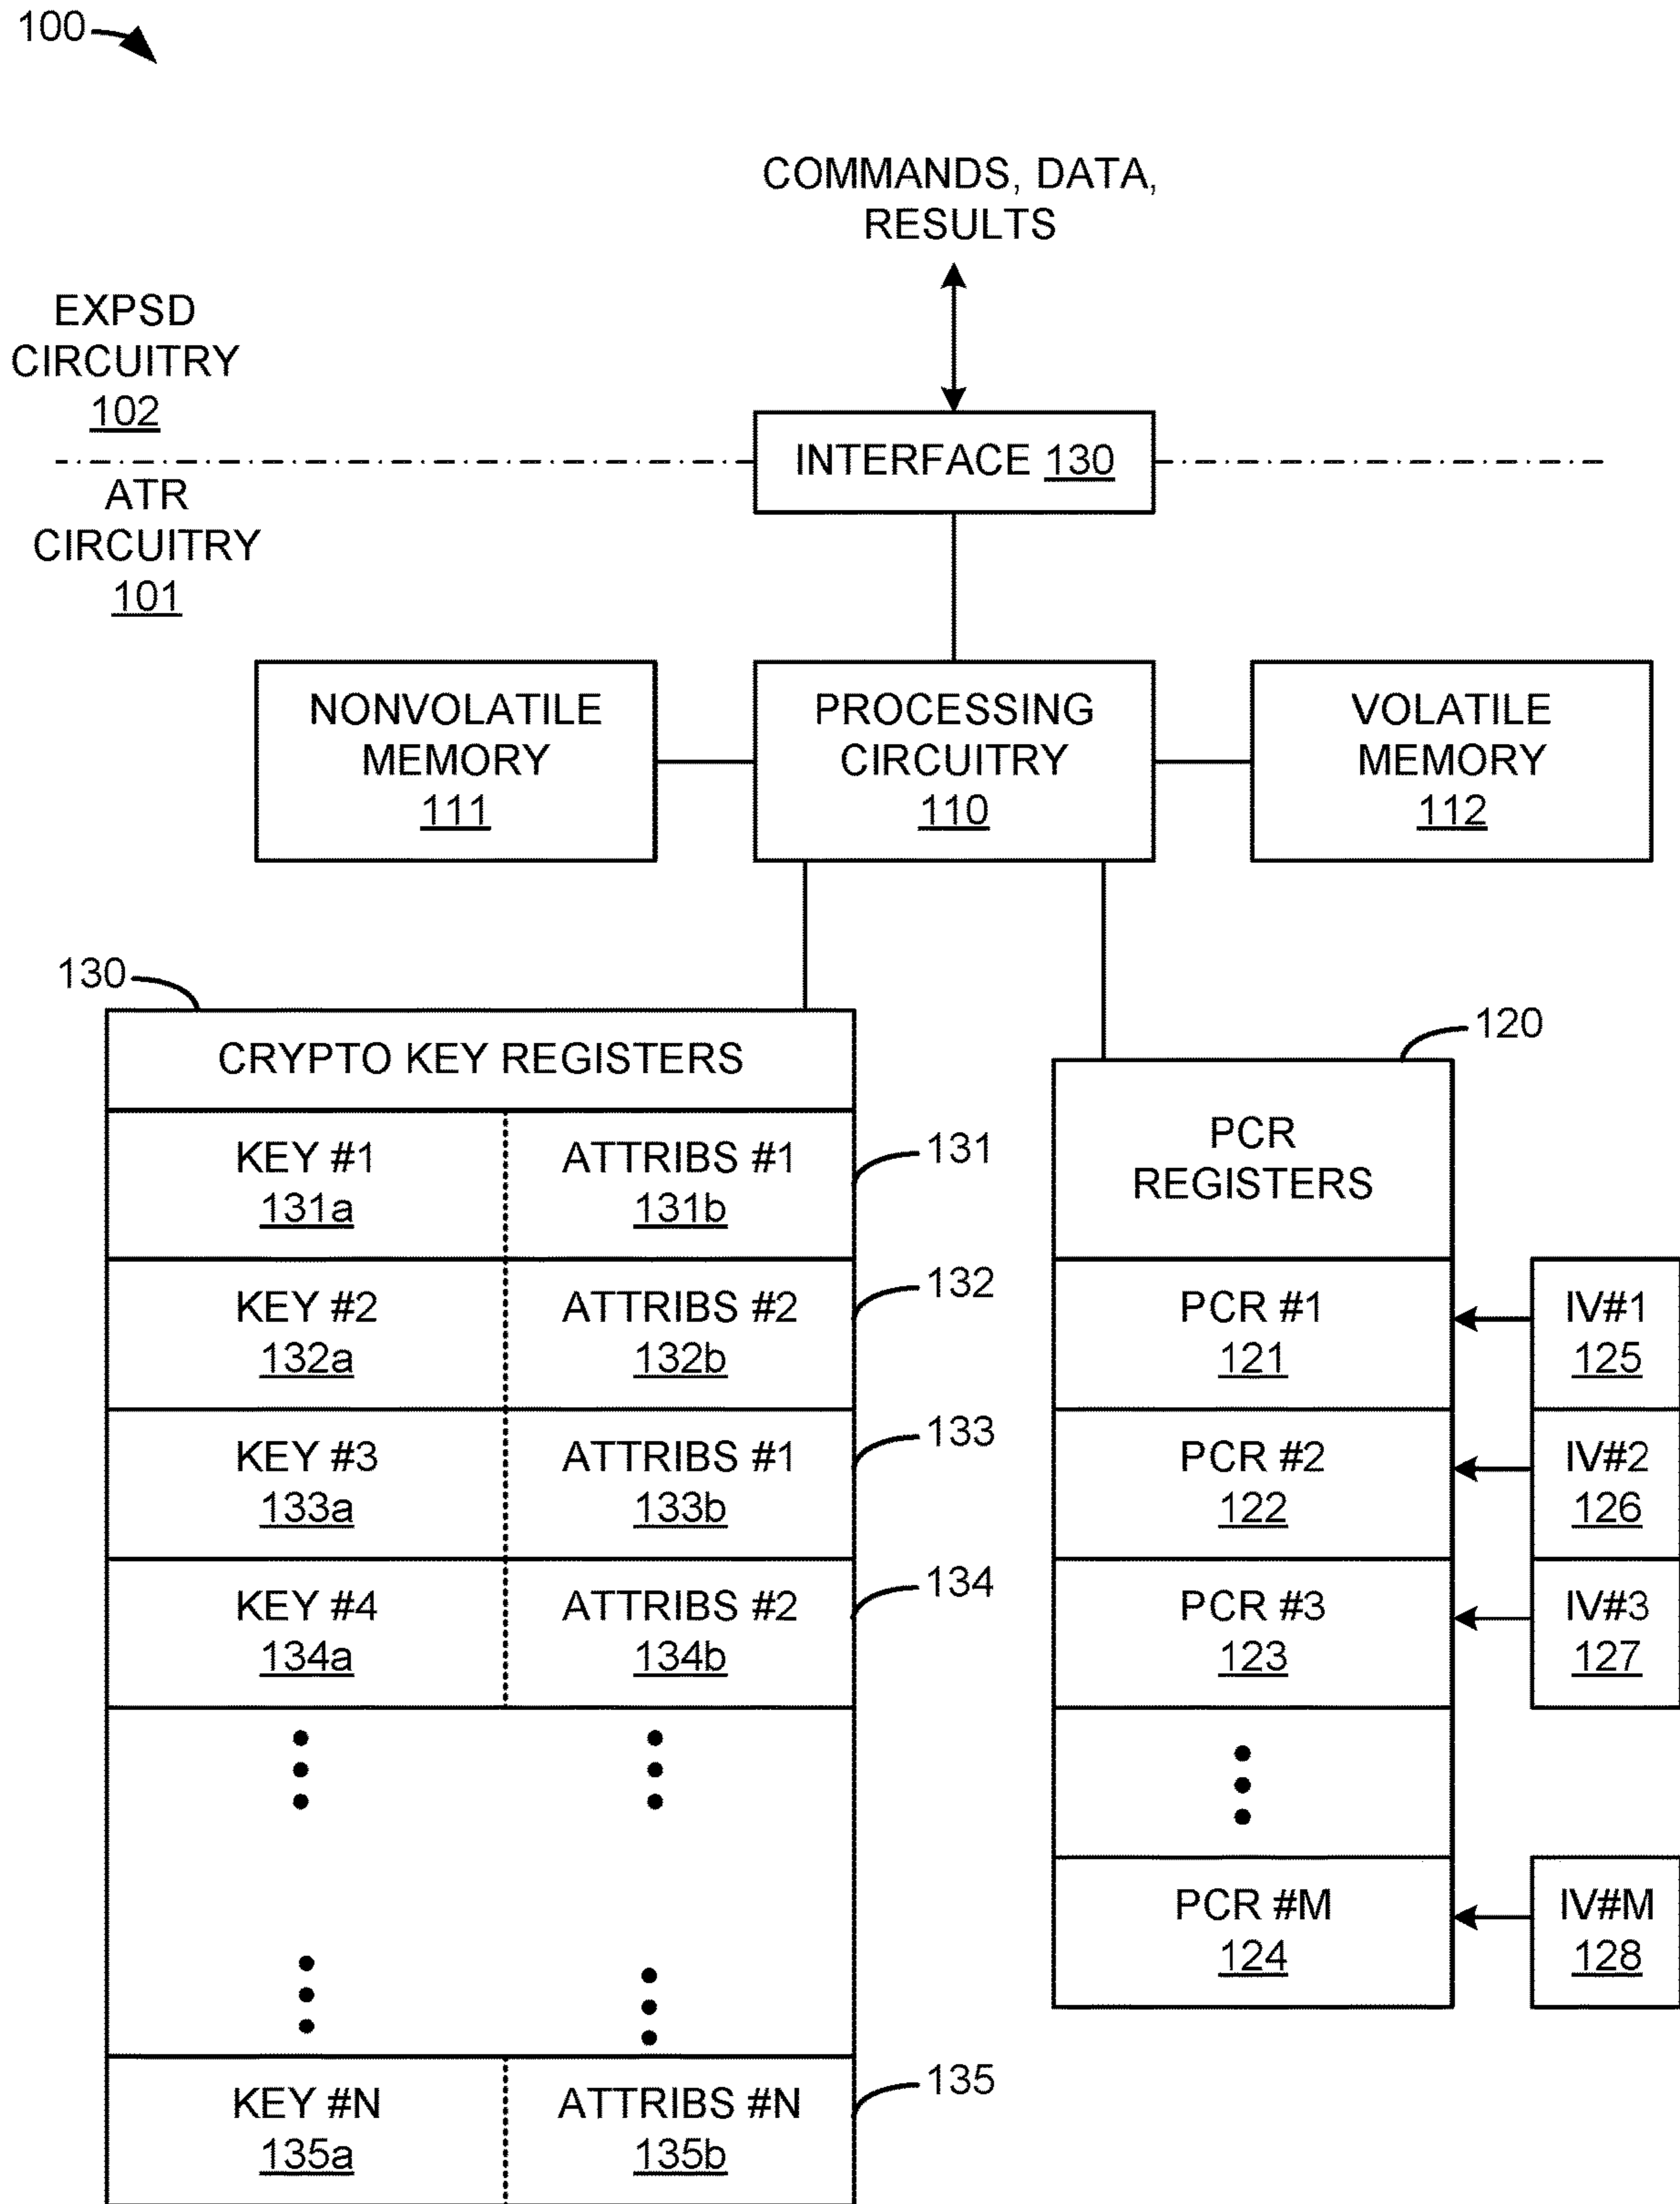 100
COMMANDS, DATA,
RESULTS
EXPSD
CIRCUITRY
102
INTERFACE 130
ATR
CIRCUITRY
101
NONVOLATILE
MEMORY
111
PROCESSING
CIRCUITRY
110
VOLATILE
MEMORY
112
130
CRYPTO KEY REGISTERS
KEY #1
131a
ATTRIBS #1
131b
131
KEY #2
132a
ATTRIBS #2
132b
132
KEY #3
133a
ATTRIBS #1
133b
133
KEY #4
134a
ATTRIBS #2
134b
134
KEY #N
135a
ATTRIBS #N
135b
135
120
PCR
REGISTERS
PCR #1
121
IV#1
125
PCR #2
122
IV#2
126
PCR #3
123
IV#3
127
PCR #M
124
IV#M
128